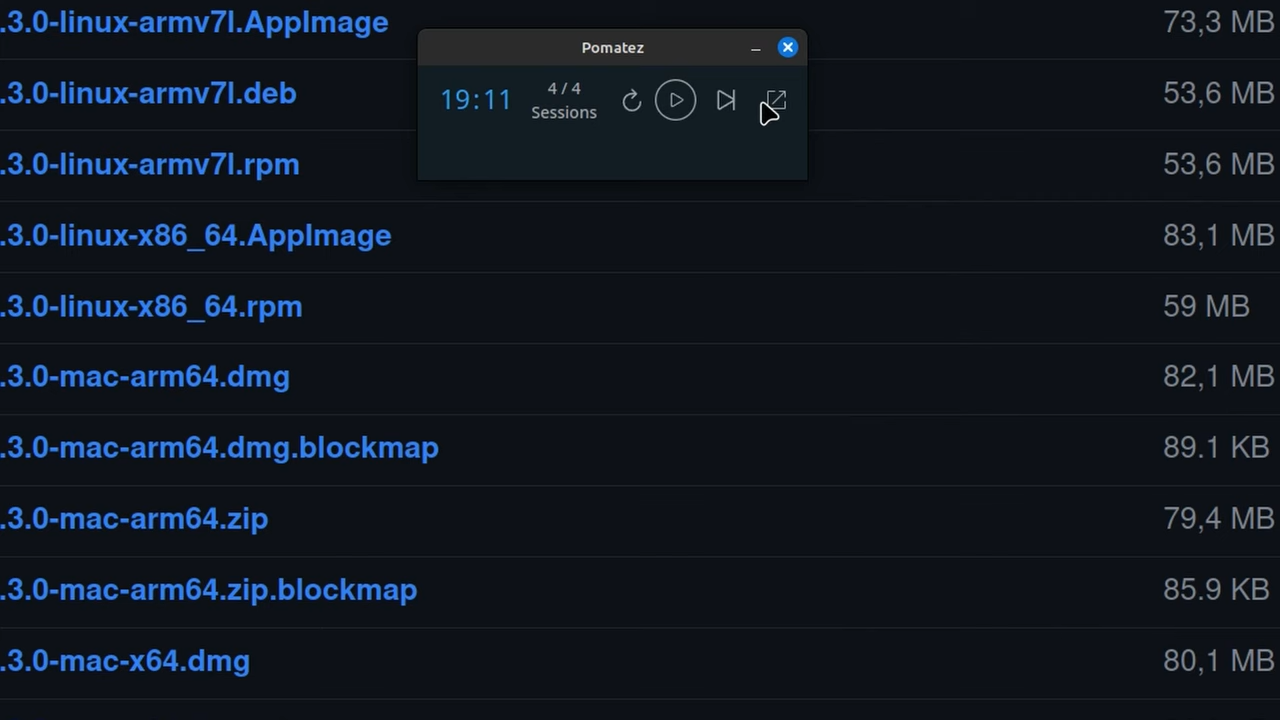 .3.0-linux-armv7l.AppImage 73,3 MB
Pomatez
.3.0-linux-armv7l.deb 53,6 MB
19:11
4 / 4
Sessions
.3.0-linux-armv7l.rpm 53,6 MB
.3.0-linux-x86_64.AppImage 83,1 MB
.3.0-linux-x86_64.rpm 59 MB
.3.0-mac-arm64.dmg 82,1 MB
.3.0-mac-arm64.dmg.blockmap 89.1 KB
.3.0-mac-arm64.zip 79,4 MB
.3.0-mac-arm64.zip.blockmap 85.9 KB
.3.0-mac-x64.dmg 80,1 MB